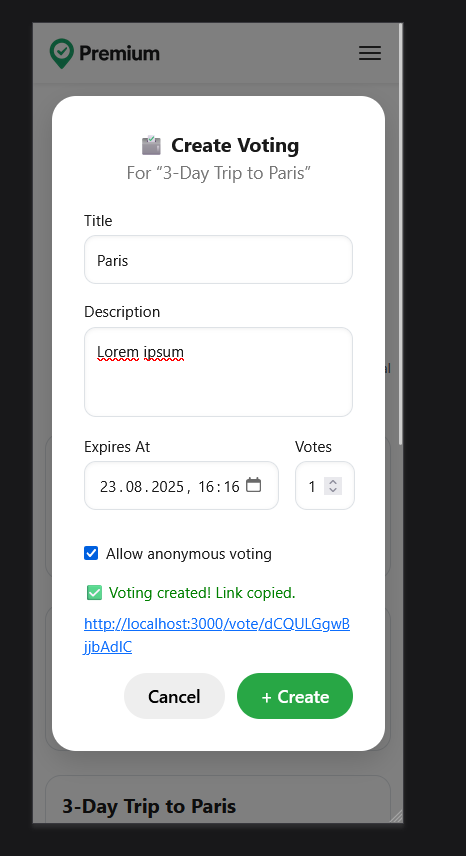 Premium
🗳️ Create Voting
For “3-Day Trip to Paris”
Title
Paris
Description
Lorem ipsum
Expires At
Votes
23.08.2025, 16:16
1
Allow anonymous voting
✅ Voting created! Link copied.
http://localhost:3000/vote/dCQULGgwB
jjbAdIC
Cancel
+ Create
3-Day Trip to Paris